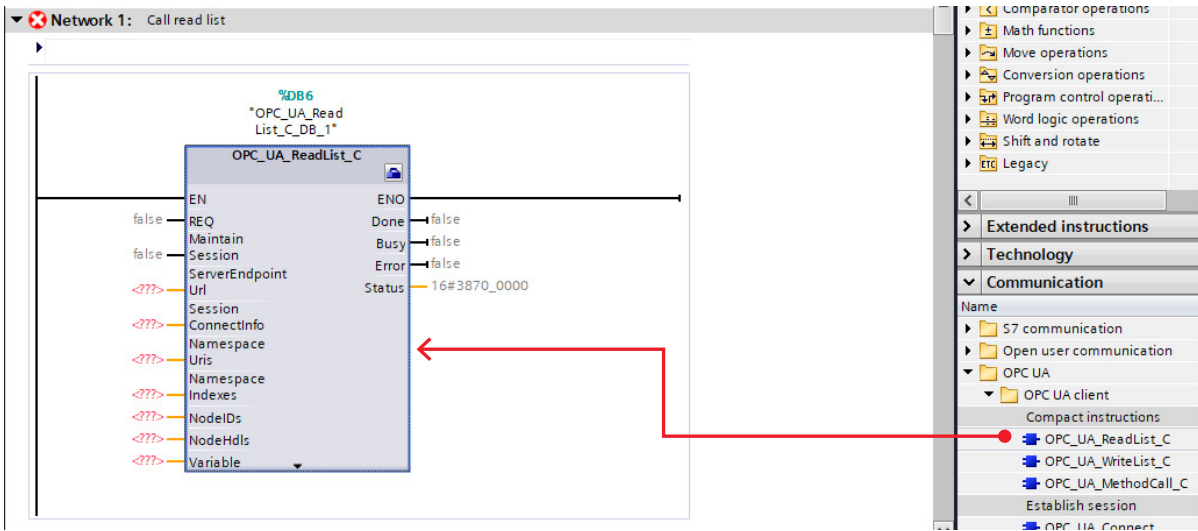 Network 1: Call read list
%DB6
"OPC_UA_Read
List_C_DB_1"
OPC_UA_ReadList_C
EN ENO
false REQ Done false
Maintain
Session
false Busy false
ServerEndpoint
Url
<???> Error false
Status 16#3870_0000
Session
ConnectInfo
<???>
Namespace
Uris
<???>
Namespace
Indexes
<???>
<???> NodeIDs
<???> NodeHdls
<???> Variable
Comparator operations
Math functions
Move operations
Conversion operations
Program control operati...
Word logic operations
Shift and rotate
ETC Legacy
Extended instructions
Technology
Communication
Name
S7 communication
Open user communication
OPC UA
OPC UA client
Compact instructions
OPC_UA_ReadList_C
OPC_UA_WriteList_C
OPC_UA_MethodCall_C
Establish session
OPC_UA_Connect